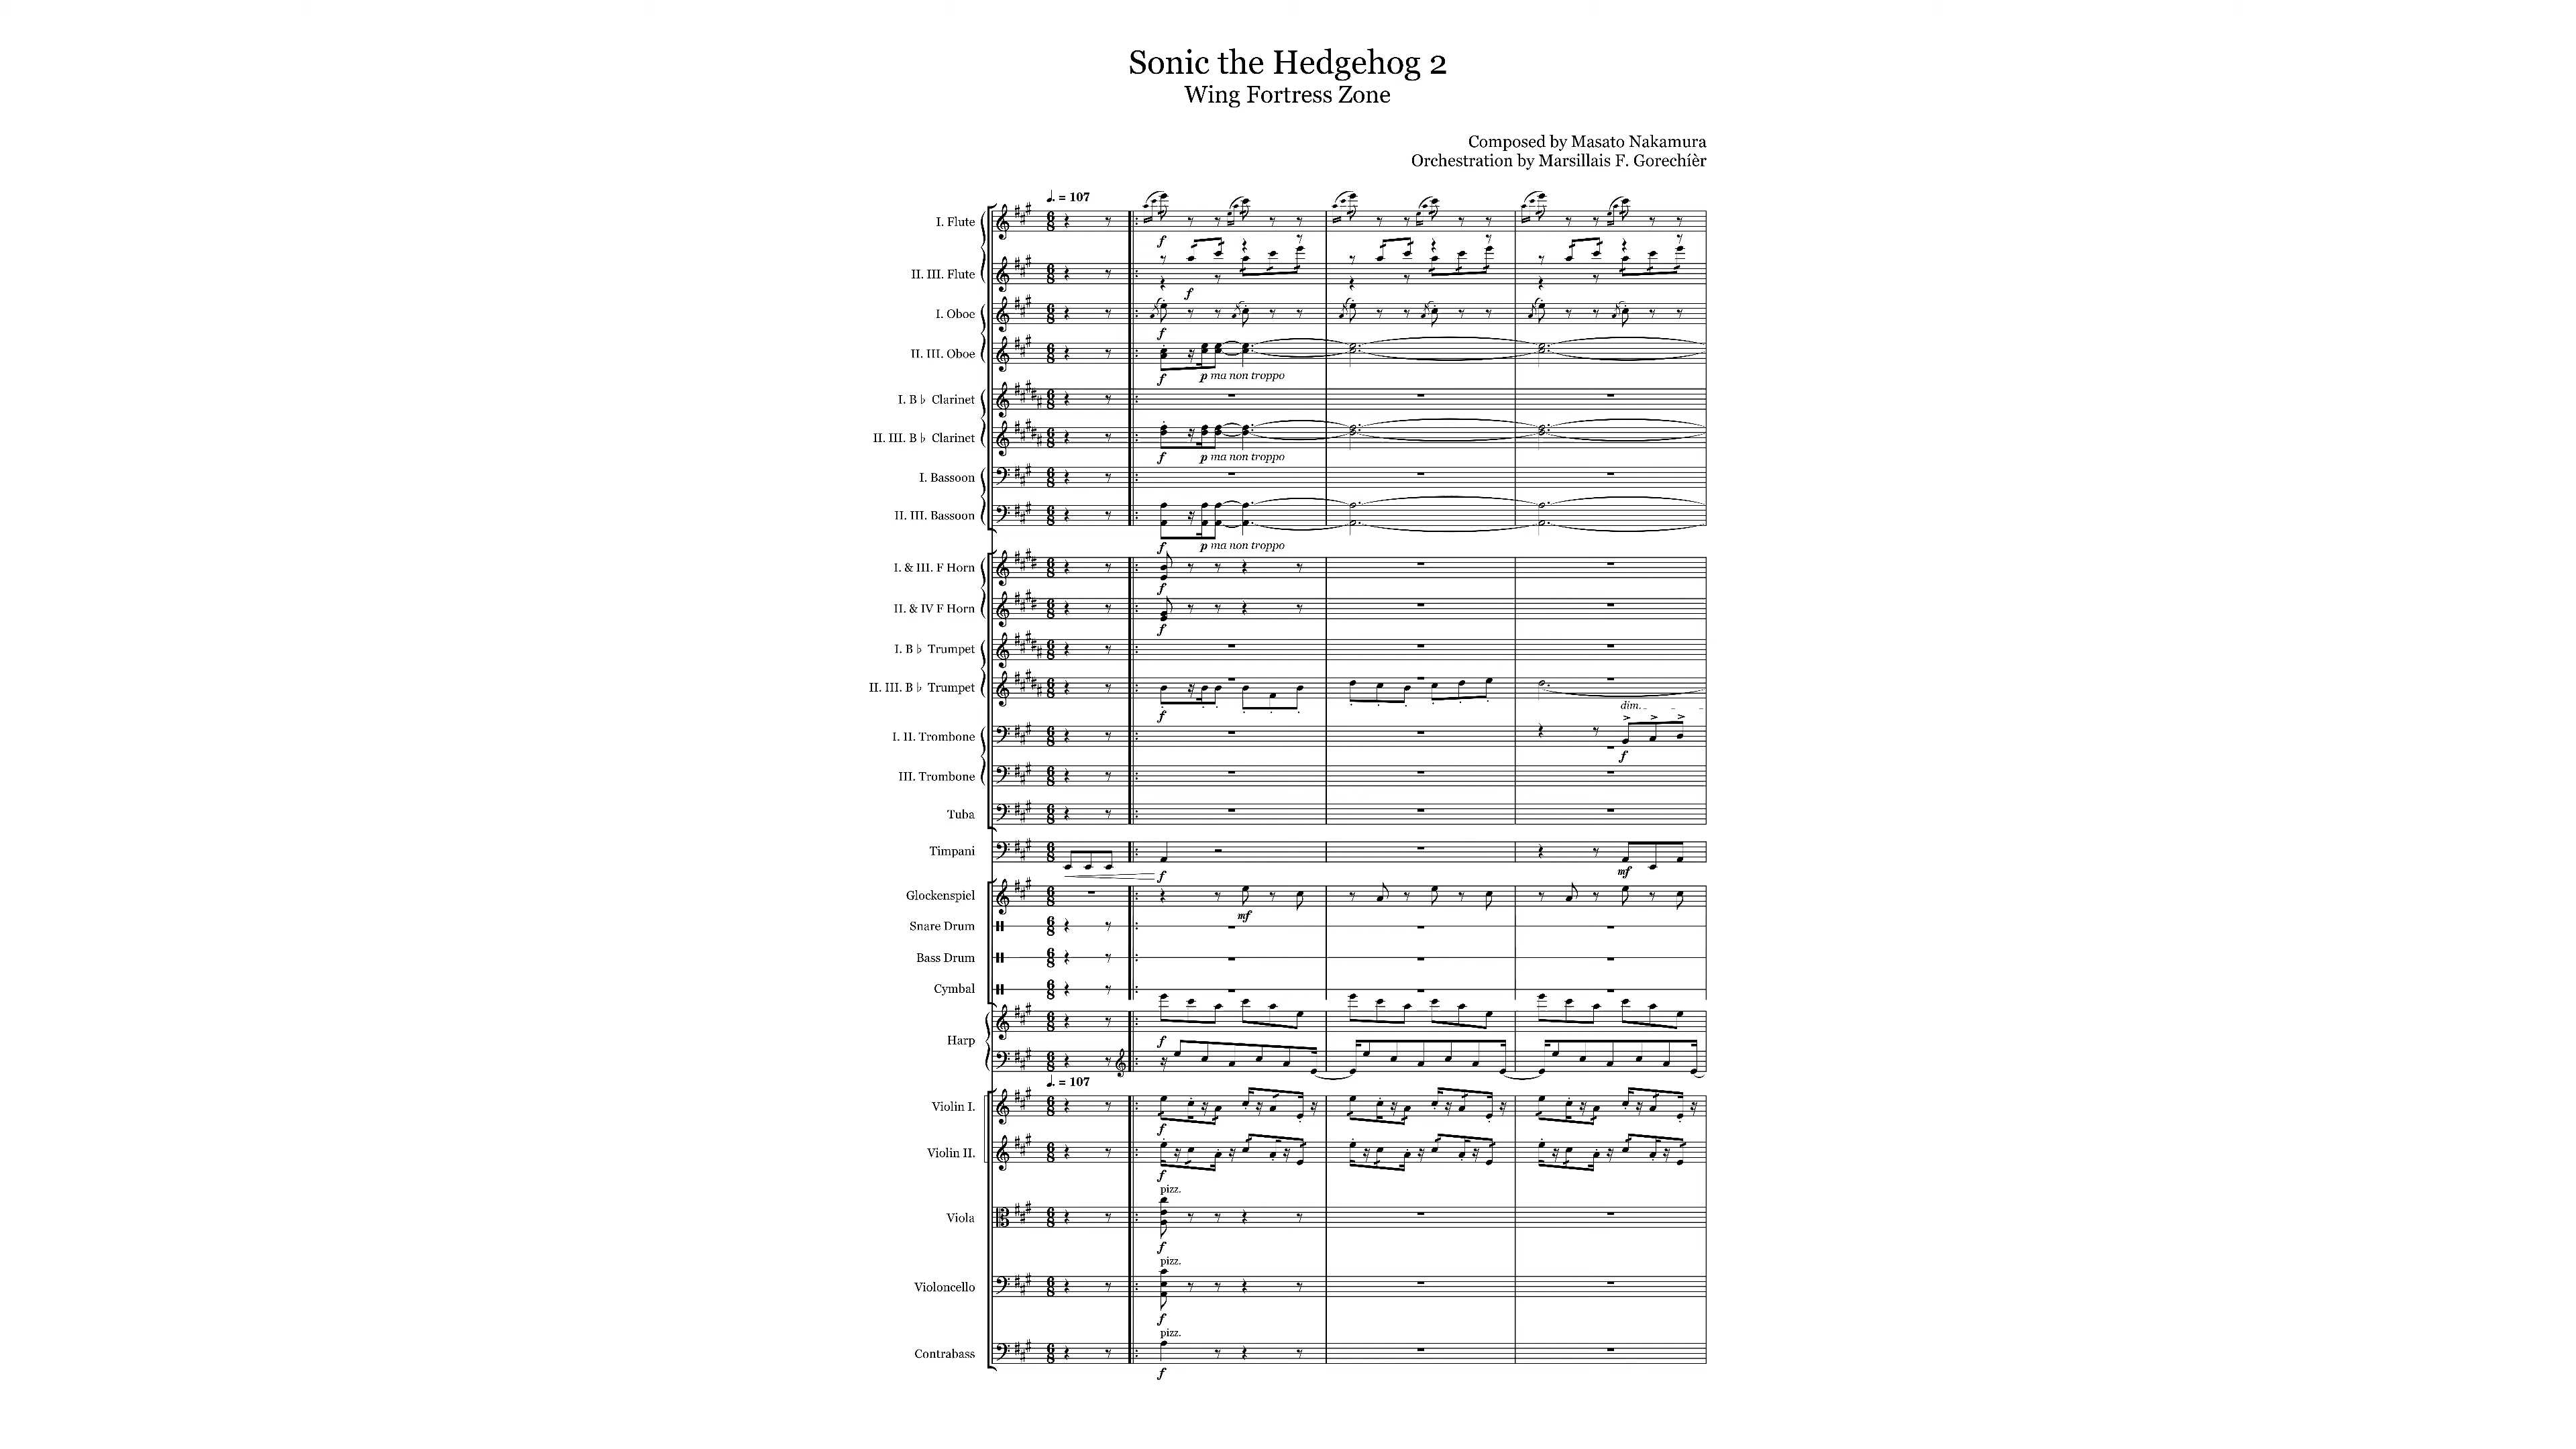 Sonic the Hedgehog 2
Wing Fortress Zone
Composed by Masato Nakamura
Orchestration by Marsillais F. Gorechíèr
♩. = 107
I. Flute
f
II. III. Flute
f
I. Oboe
f
II. III. Oboe
f p ma non troppo
I. B♭ Clarinet
II. III. B♭ Clarinet
f p ma non troppo
I. Bassoon
II. III. Bassoon
f p ma non troppo
I. & III. F Horn
f
II. & IV F Horn
f
I. B♭ Trumpet
II. III. B♭ Trumpet
f dim.
I. II. Trombone
f
III. Trombone
Tuba
Timpani
f mf
Glockenspiel
mf
Snare Drum
Bass Drum
Cymbal
Harp
f
♩. = 107
Violin I.
f
Violin II.
f
pizz.
Viola
f
pizz.
Violoncello
f
pizz.
Contrabass
f